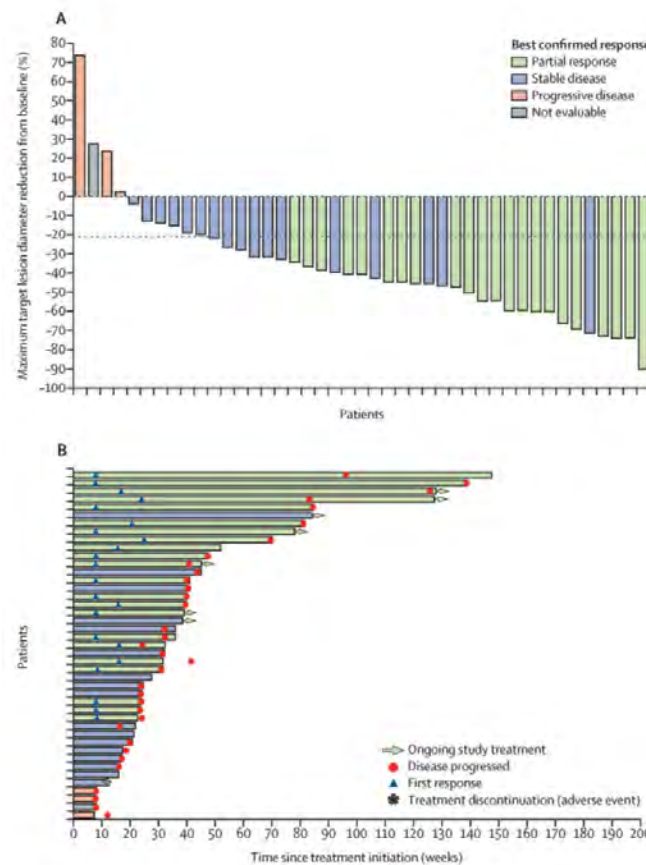 A
Best confirmed response
Partial response
Stable disease
Progressive disease
Not evaluable
Maximum target lesion diameter reduction from baseline (%)
80
70
60
50
40
30
20
10
0
-10
-20
-30
-40
-50
-60
-70
-80
-90
-100
Patients
B
Patients
Ongoing study treatment
Disease progressed
First response
Treatment discontinuation (adverse event)
0 10 20 30 40 50 60 70 80 90 100 110 120 130 140 150 160 170 180 190 200
Time since treatment initiation (weeks)